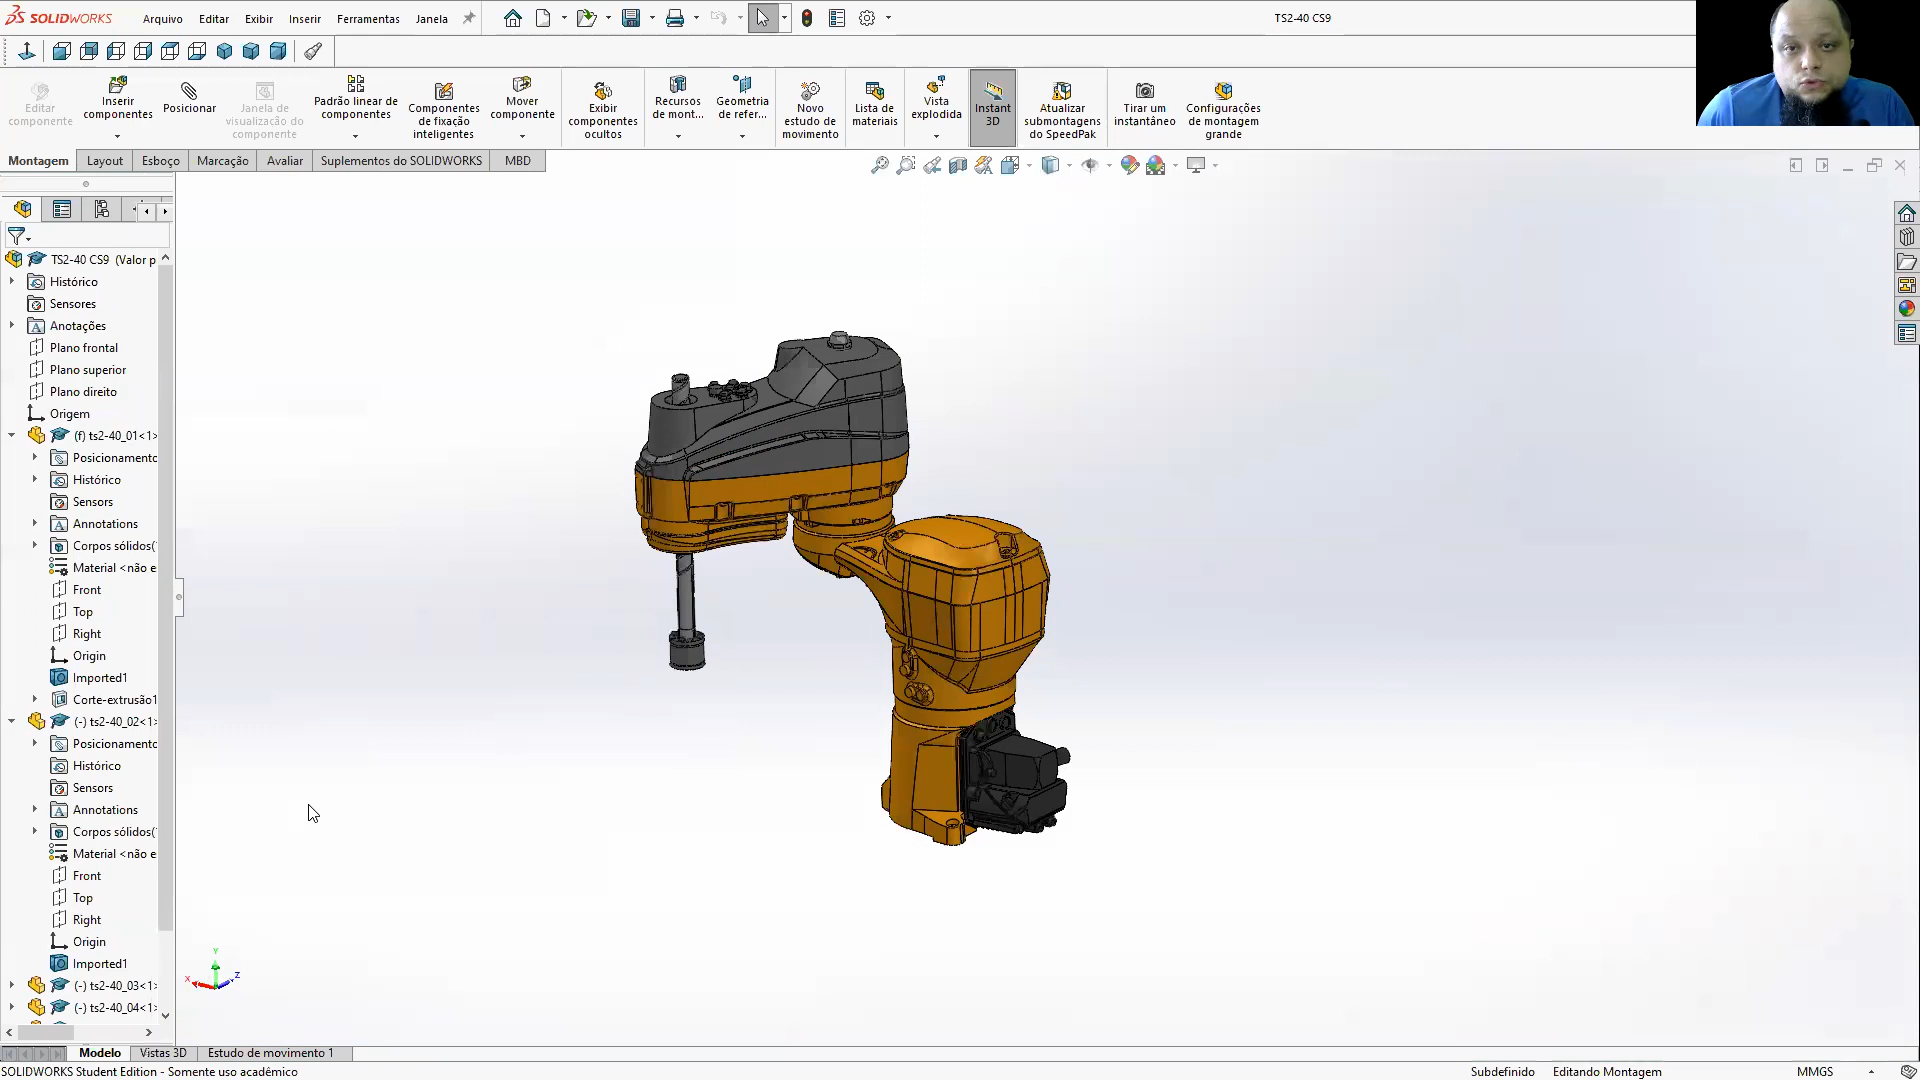 SOLIDWORKS
Arquivo Editar Exibir Inserir Ferramentas Janela
TS2-40 CS9
Editar componente
Inserir componentes
Posicionar
Janela de visualização do componente
Padrão linear de componentes
Componentes de fixação inteligentes
Mover componente
Exibir componentes ocultos
Recursos de mont...
Geometria de refer...
Novo estudo de movimento
Lista de materiais
Vista explodida
Instant 3D
Atualizar submontagens do SpeedPak
Tirar um instantâneo
Configurações de montagem grande
Montagem Layout Esboço Marcação Avaliar Suplementos do SOLIDWORKS MBD
TS2-40 CS9 (Valor p
Histórico
Sensores
Anotações
Plano frontal
Plano superior
Plano direito
Origem
(f) ts2-40_01<1>
Posicionamento
Histórico
Sensors
Annotations
Corpos sólidos(
Material <não e
Front
Top
Right
Origin
Imported1
Corte-extrusão1
(-) ts2-40_02<1>
Posicionamento
Histórico
Sensors
Annotations
Corpos sólidos(
Material <não e
Front
Top
Right
Origin
Imported1
(-) ts2-40_03<1>
(-) ts2-40_04<1>
Y
X
Z
Modelo Vistas 3D Estudo de movimento 1
SOLIDWORKS Student Edition - Somente uso acadêmico
Subdefinido Editando Montagem MMGS